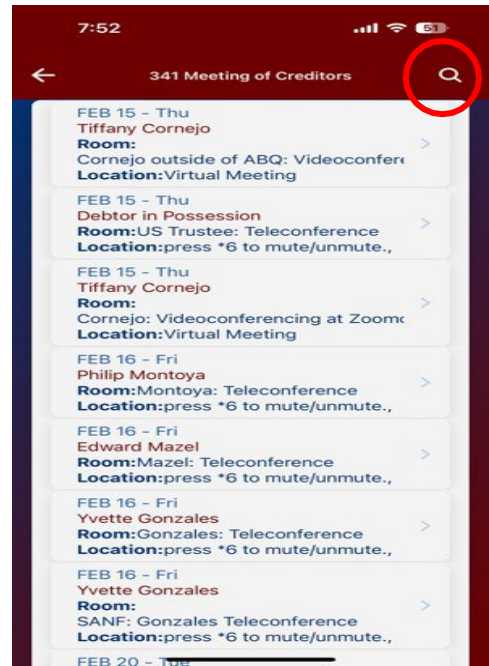 7:52
51
341 Meeting of Creditors
FEB 15 - Thu
Tiffany Cornejo
Room:
Cornejo outside of ABQ: Videoconfere
Location:Virtual Meeting
FEB 15 - Thu
Debtor in Possession
Room:US Trustee: Teleconference
Location:press *6 to mute/unmute.,
FEB 15 - Thu
Tiffany Cornejo
Room:
Cornejo: Videoconferencing at Zoomc
Location:Virtual Meeting
FEB 16 - Fri
Philip Montoya
Room:Montoya: Teleconference
Location:press *6 to mute/unmute.,
FEB 16 - Fri
Edward Mazel
Room:Mazel: Teleconference
Location:press *6 to mute/unmute.,
FEB 16 - Fri
Yvette Gonzales
Room:Gonzales: Teleconference
Location:press *6 to mute/unmute.,
FEB 16 - Fri
Yvette Gonzales
Room:
SANF: Gonzales Teleconference
Location:press *6 to mute/unmute.,
FEB 20 - Tue